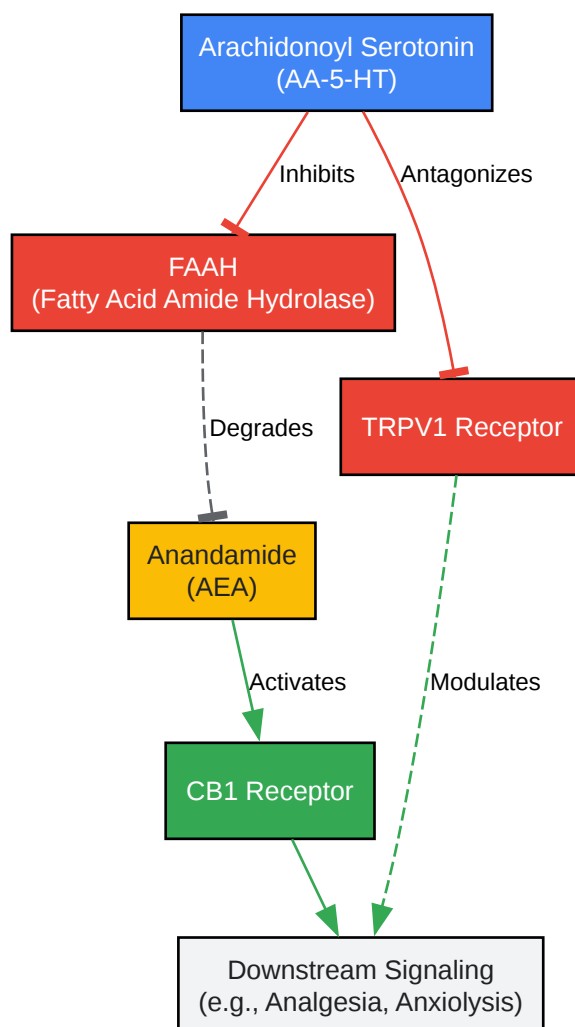 Arachidonoyl Serotonin
(AA-5-HT)
Inhibits
Antagonizes
FAAH
(Fatty Acid Amide Hydrolase)
Degrades
TRPV1 Receptor
Anandamide
(AEA)
Activates
Modulates
CB1 Receptor
Downstream Signaling
(e.g., Analgesia, Anxiolysis)